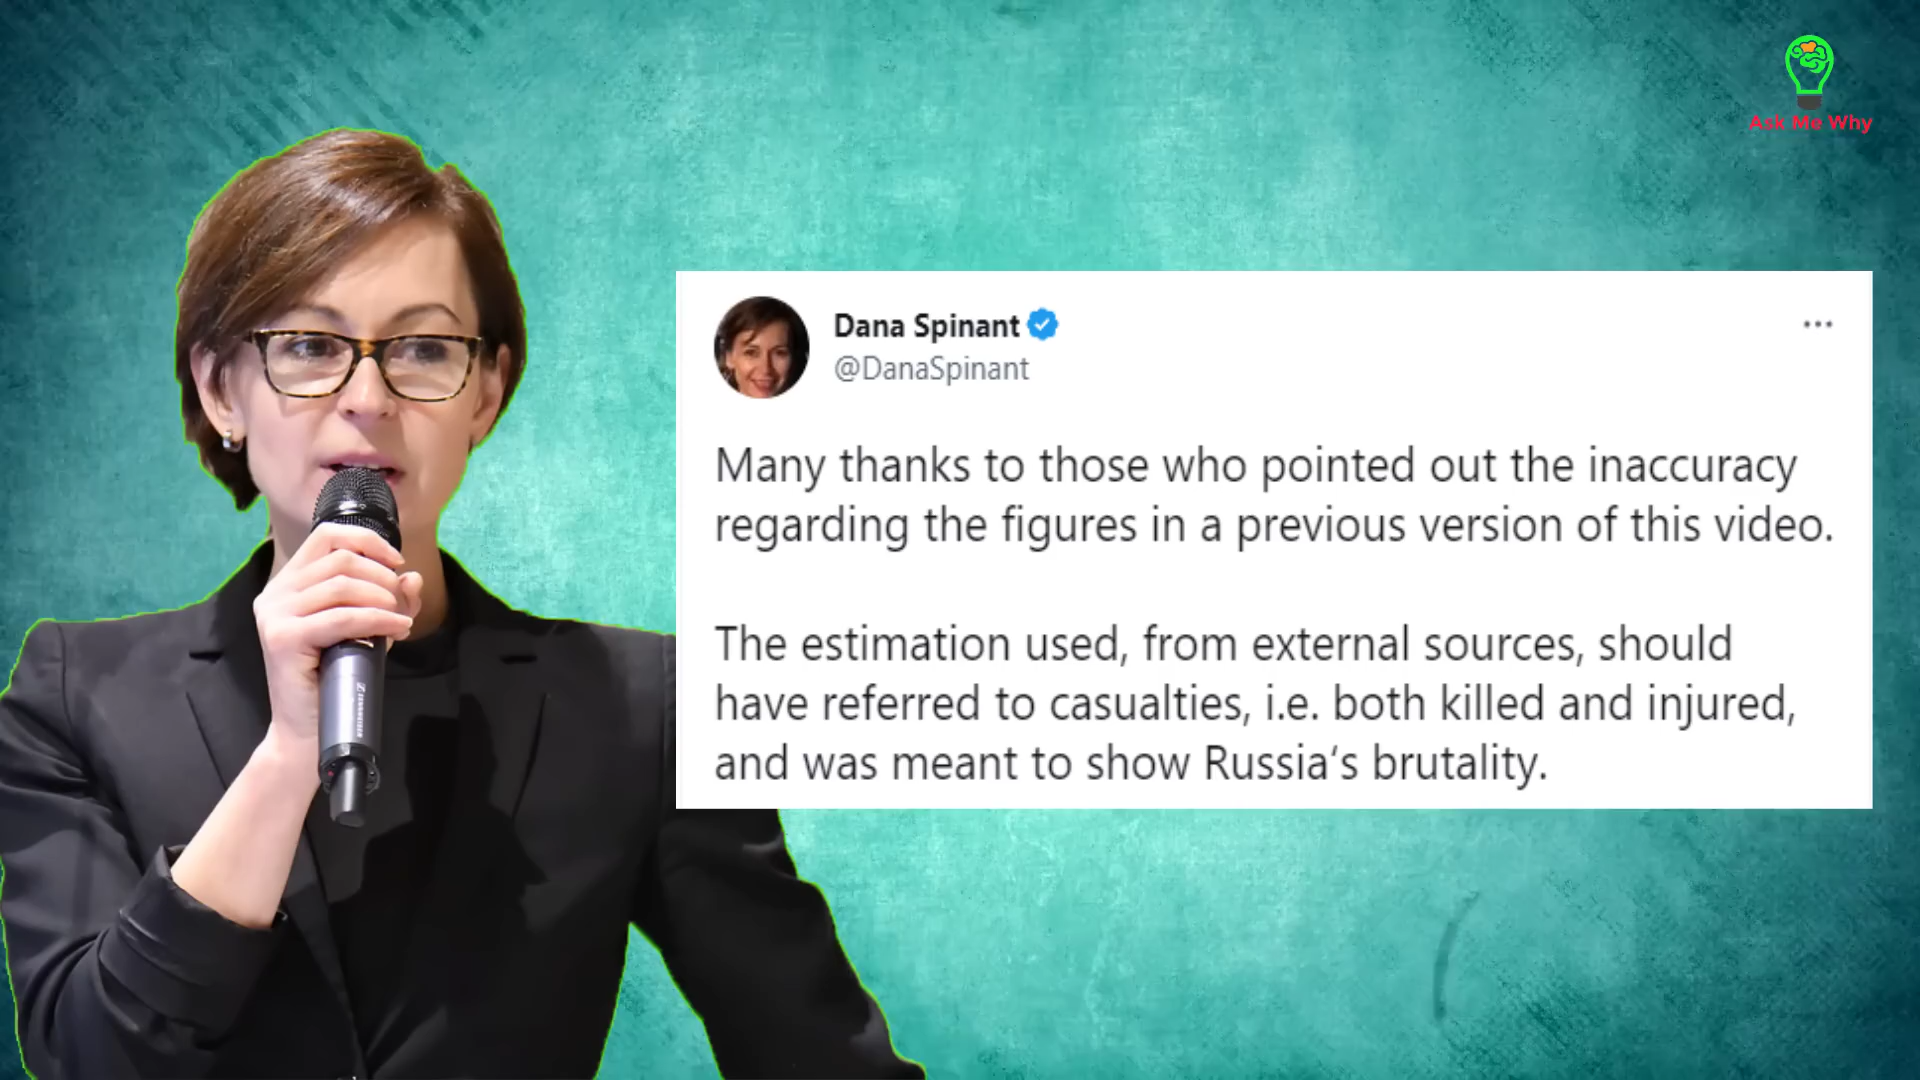 Ask Me Why
Dana Spinant
@DanaSpinant
Many thanks to those who pointed out the inaccuracy
regarding the figures in a previous version of this video.
The estimation used, from external sources, should
have referred to casualties, i.e. both killed and injured,
and was meant to show Russia‘s brutality.